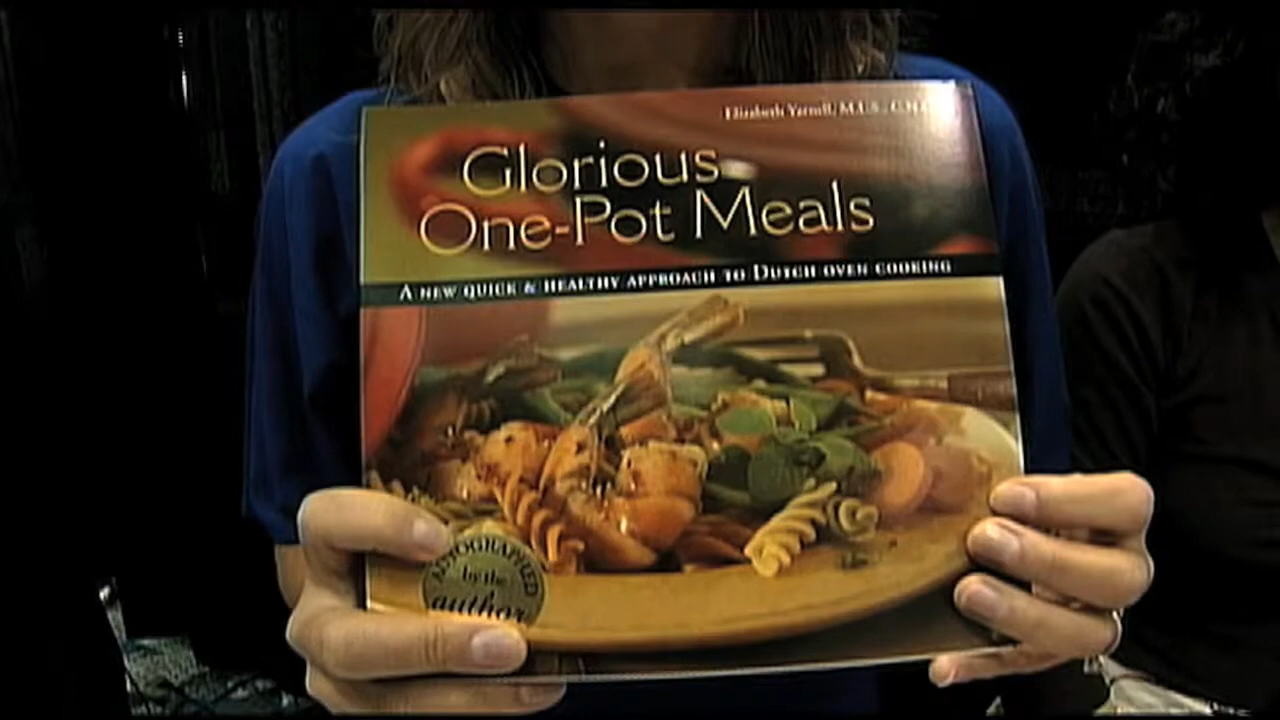 Elizabeth Yarnell, M.L.S., C.N.C.
Glorious
One-Pot Meals
A NEW QUICK & HEALTHY APPROACH TO DUTCH OVEN COOKING
AUTOGRAPHED
by the
author